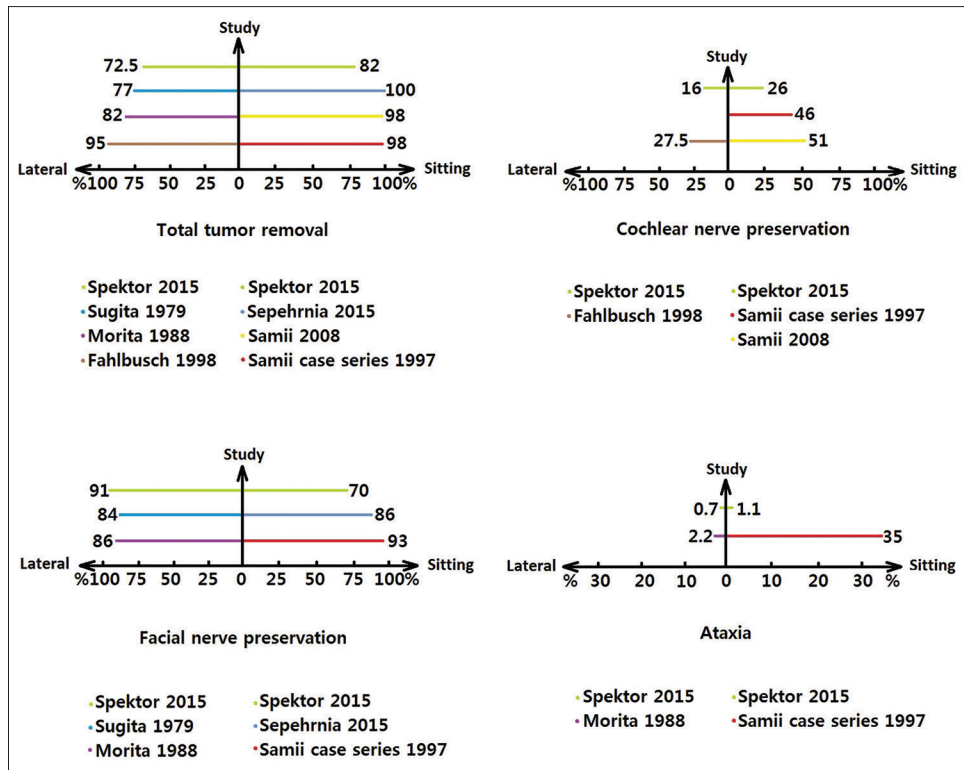 Study
72.5 82
77 100
82 98
95 98
Lateral Sitting
%100 75 50 25 0 25 50 75 100%
Total tumor removal
Spektor 2015 Spektor 2015
Sugita 1979 Sepehrnia 2015
Morita 1988 Samii 2008
Fahlbusch 1998 Samii case series 1997
Study
16 26
46
27.5 51
Lateral Sitting
%100 75 50 25 0 25 50 75 100%
Cochlear nerve preservation
Spektor 2015 Spektor 2015
Fahlbusch 1998 Samii case series 1997
Samii 2008
Study
91 70
84 86
86 93
Lateral Sitting
%100 75 50 25 0 25 50 75 100%
Facial nerve preservation
Spektor 2015 Spektor 2015
Sugita 1979 Sepehrnia 2015
Morita 1988 Samii case series 1997
Study
0.7 1.1
2.2 35
Lateral Sitting
% 30 20 10 0 10 20 30 %
Ataxia
Spektor 2015 Spektor 2015
Morita 1988 Samii case series 1997